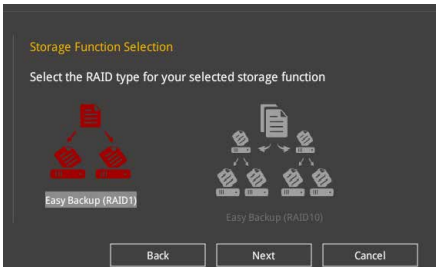 Storage Function Selection
Select the RAID type for your selected storage function
Easy Backup (RAID1)
Easy Backup (RAID10)
Back
Next
Cancel